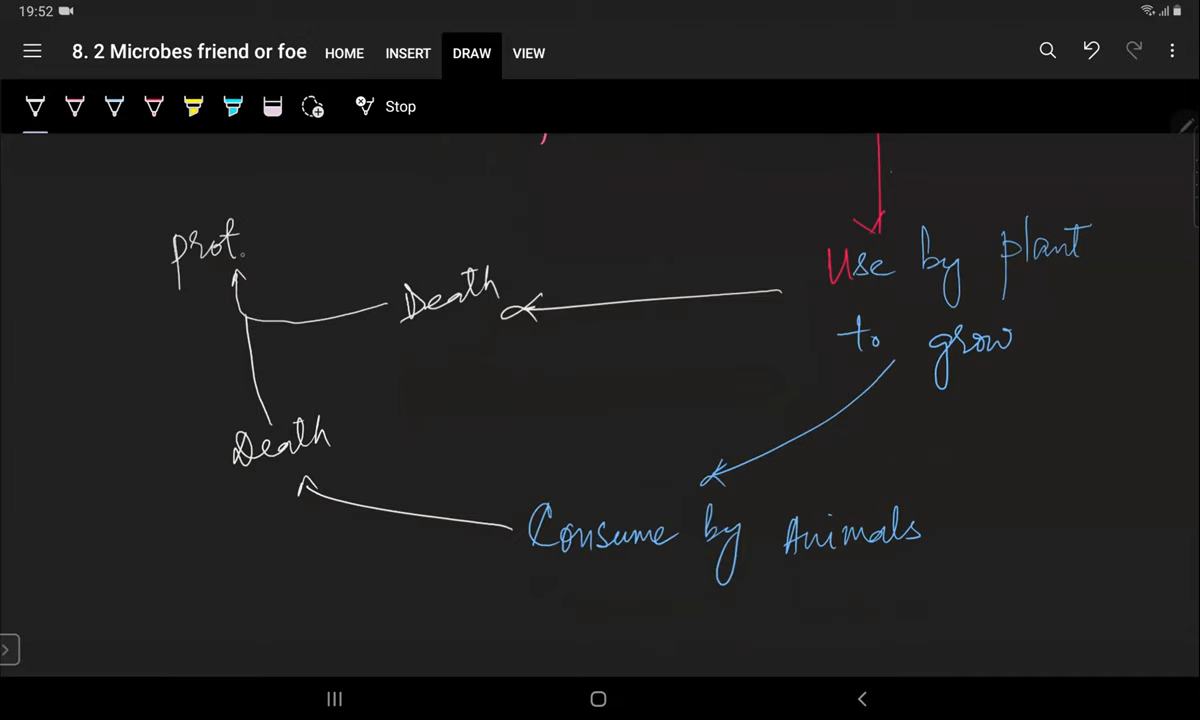 19:52
8. 2 Microbes friend or foe HOME INSERT DRAW VIEW
Stop
Use by plant
to grow
prot.
Death
Death
Consume by Animals